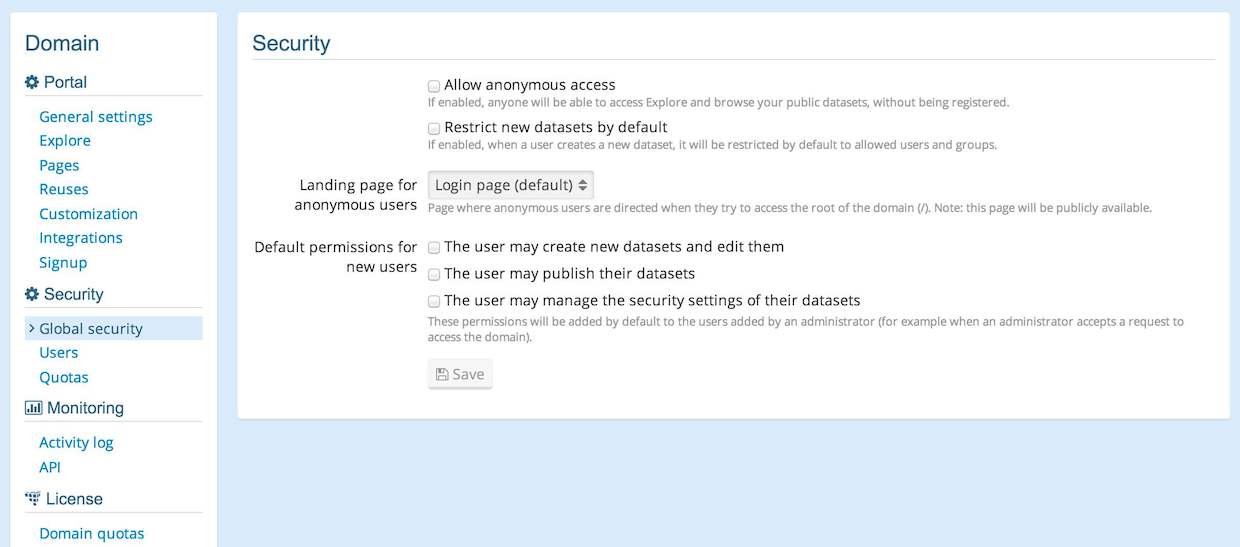 Domain
Portal
General settings
Explore
Pages
Reuses
Customization
Integrations
Signup
Security
Global security
Users
Quotas
Monitoring
Activity log
API
License
Domain quotas
Security
Allow anonymous access
If enabled, anyone will be able to access Explore and browse your public datasets, without being registered.
Restrict new datasets by default
If enabled, when a user creates a new dataset, it will be restricted by default to allowed users and groups.
Landing page for
anonymous users
Login page (default)
Page where anonymous users are directed when they try to access the root of the domain (/). Note: this page will be publicly available.
Default permissions for
new users
The user may create new datasets and edit them
The user may publish their datasets
The user may manage the security settings of their datasets
These permissions will be added by default to the users added by an administrator (for example when an administrator accepts a request to
access the domain).
Save